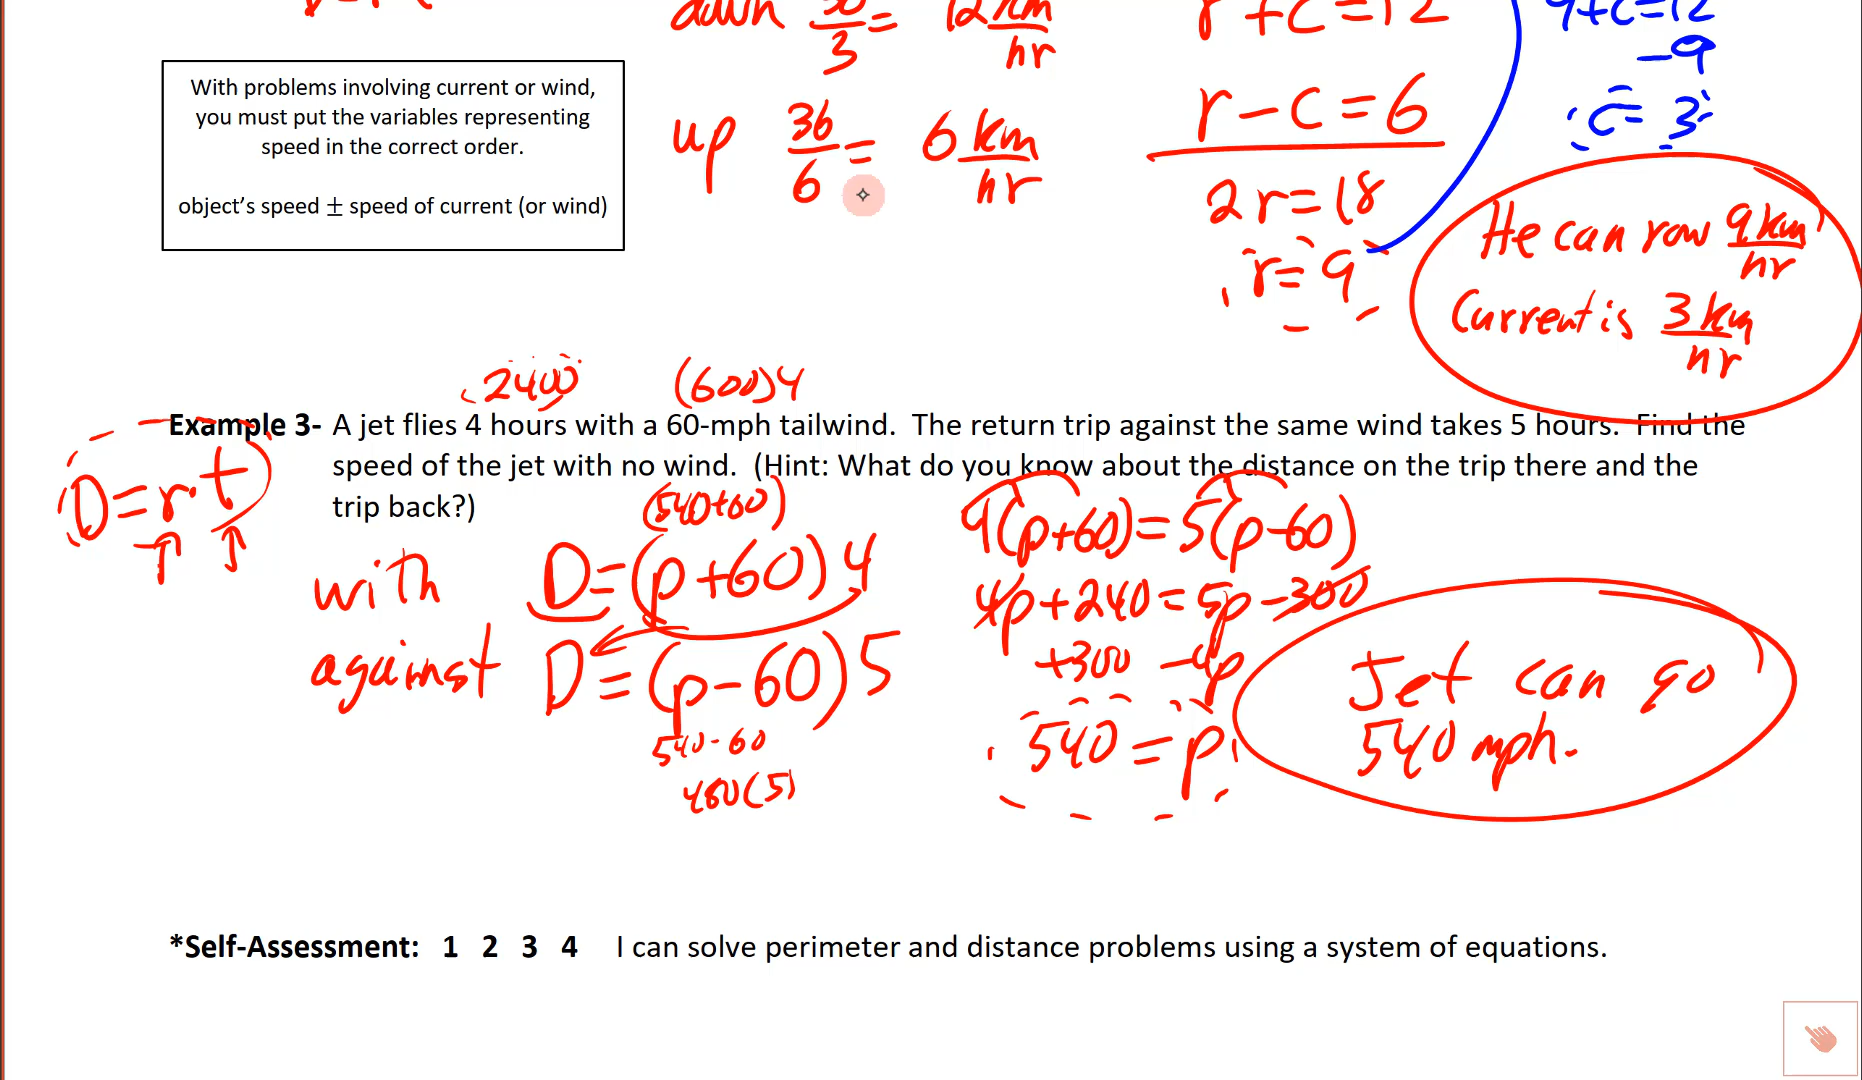 down 36/3 = 12 km/hr
r + c = 12
9 + c = 12
-9
c = 3
With problems involving current or wind,
you must put the variables representing
speed in the correct order.
object's speed ± speed of current (or wind)
up 36/6 = 6 km/hr
r - c = 6
2r = 18
r = 9
He can row 9 km/hr
Current is 3 km/hr
2400 (600)4
Example 3- A jet flies 4 hours with a 60-mph tailwind. The return trip against the same wind takes 5 hours. Find the
speed of the jet with no wind. (Hint: What do you know about the distance on the trip there and the
trip back?)
D = r·t
(540+60)
with D = (p+60)4
against D = (p-60)5
540-60
480(5)
4(p+60) = 5(p-60)
4p+240 = 5p-300
+300 -4p
540 = p
Jet can go
540 mph.
*Self-Assessment: 1 2 3 4 I can solve perimeter and distance problems using a system of equations.